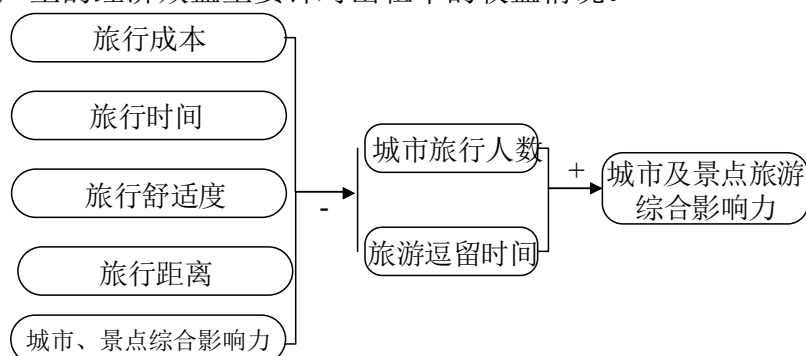 旅行成本
旅行时间
旅行舒适度
旅行距离
城市、景点综合影响力
-
城市旅行人数
旅游逗留时间
+
城市及景点旅游
综合影响力